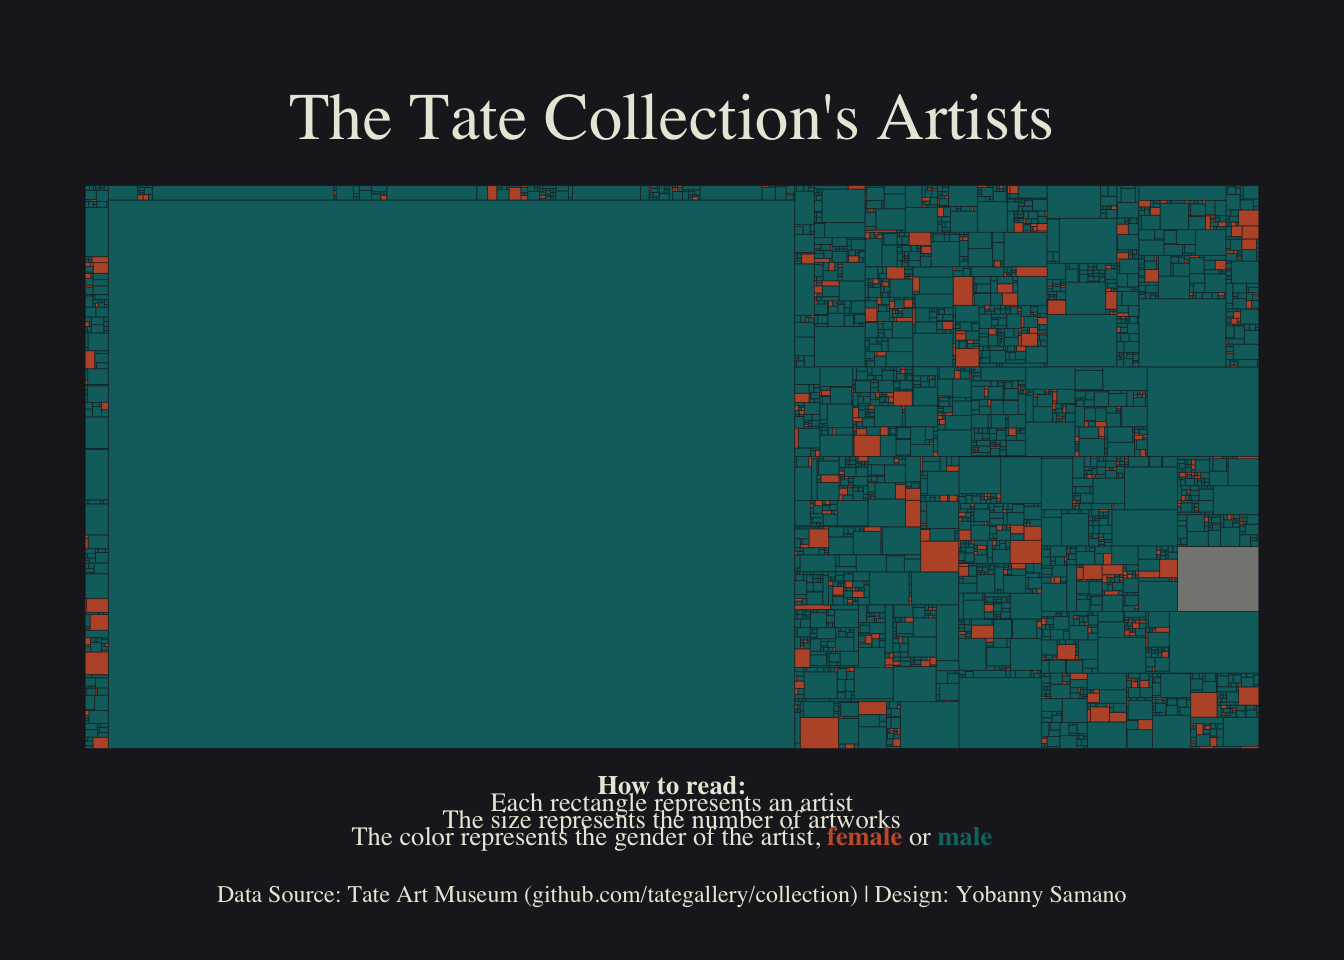 The Tate Collection's Artists
How to read:
Each rectangle represents an artist
The size represents the number of artworks
The color represents the gender of the artist, female or male
Data Source: Tate Art Museum (github.com/tategallery/collection) | Design: Yobanny Samano